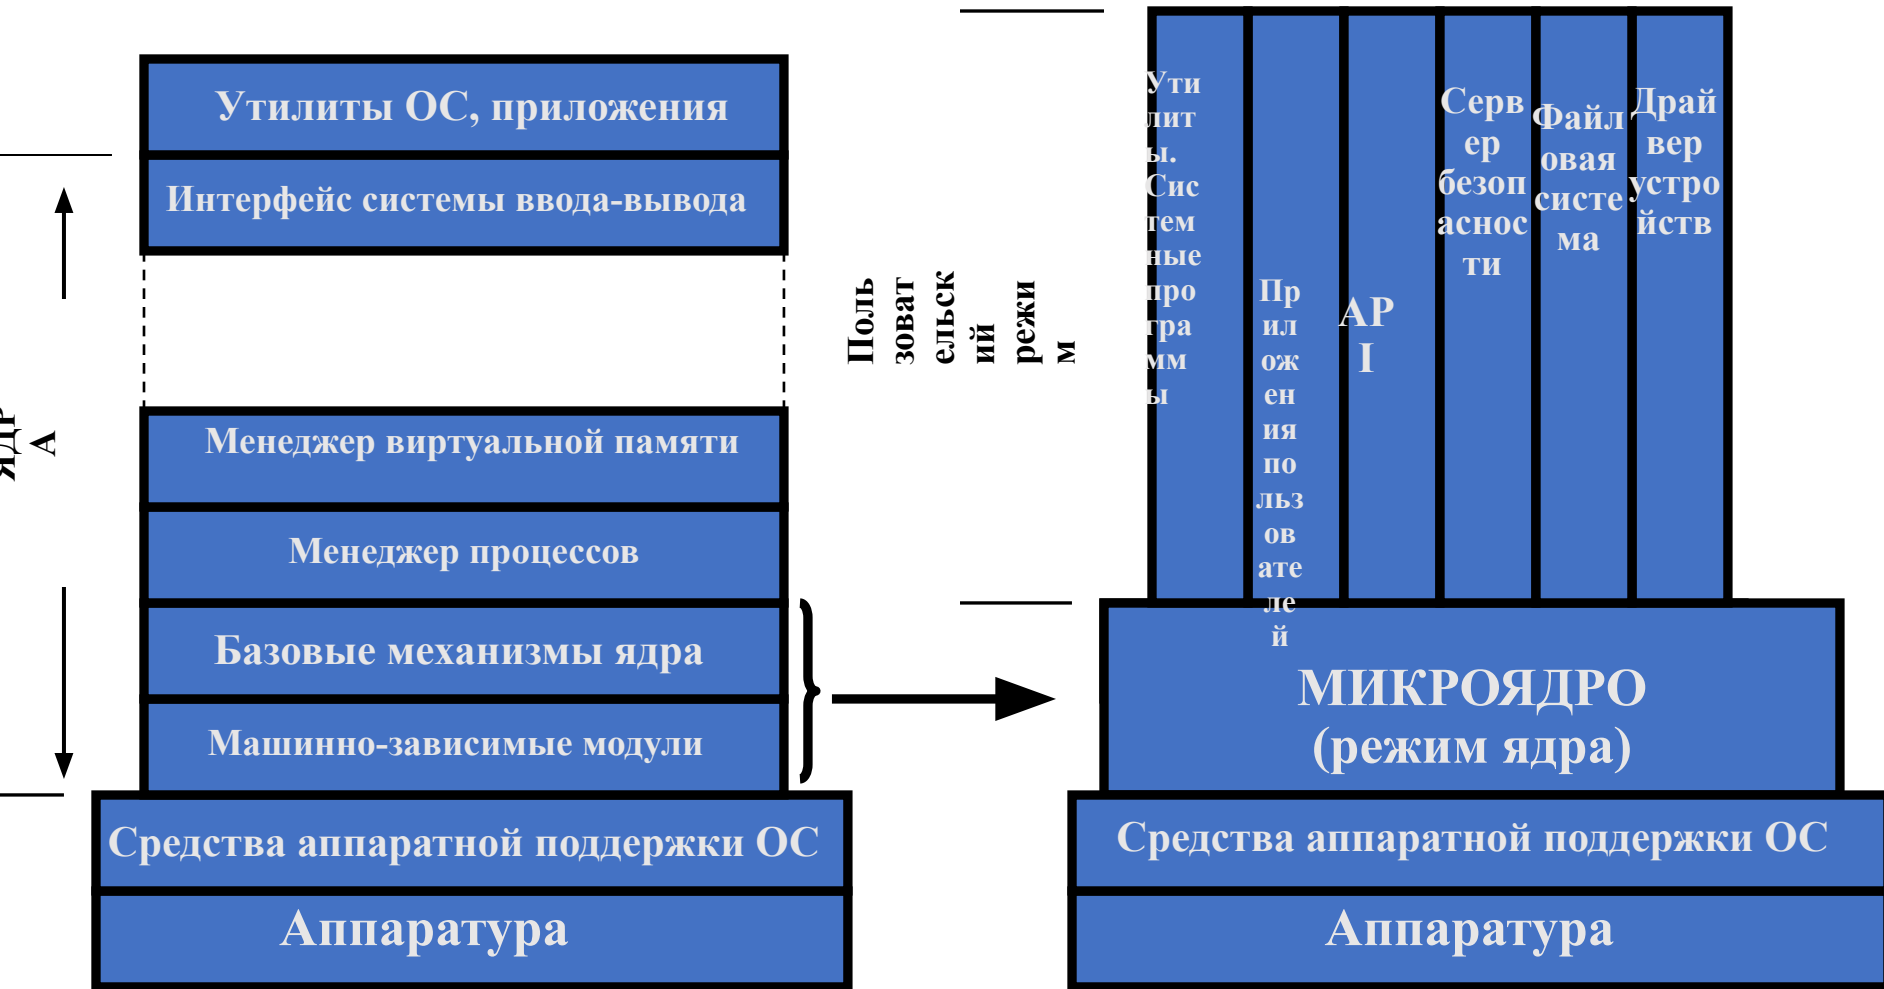 Утилиты ОС, приложения
Интерфейс системы ввода-вывода
Менеджер виртуальной памяти
Менеджер процессов
Базовые механизмы ядра
Машинно-зависимые модули
Средства аппаратной поддержки ОС
Аппаратура
ЯДР
А
Поль
зоват
ельск
ий
режи
м
Ути
лит
ы.
Сис
тем
ные
про
гра
мм
ы
Пр
ил
ож
ен
ия
по
льз
ов
ате
ле
й
AP
I
Серв
ер
безоп
аснос
ти
Файл
овая
систе
ма
Драй
вер
устро
йств
МИКРОЯДРО
(режим ядра)
Средства аппаратной поддержки ОС
Аппаратура